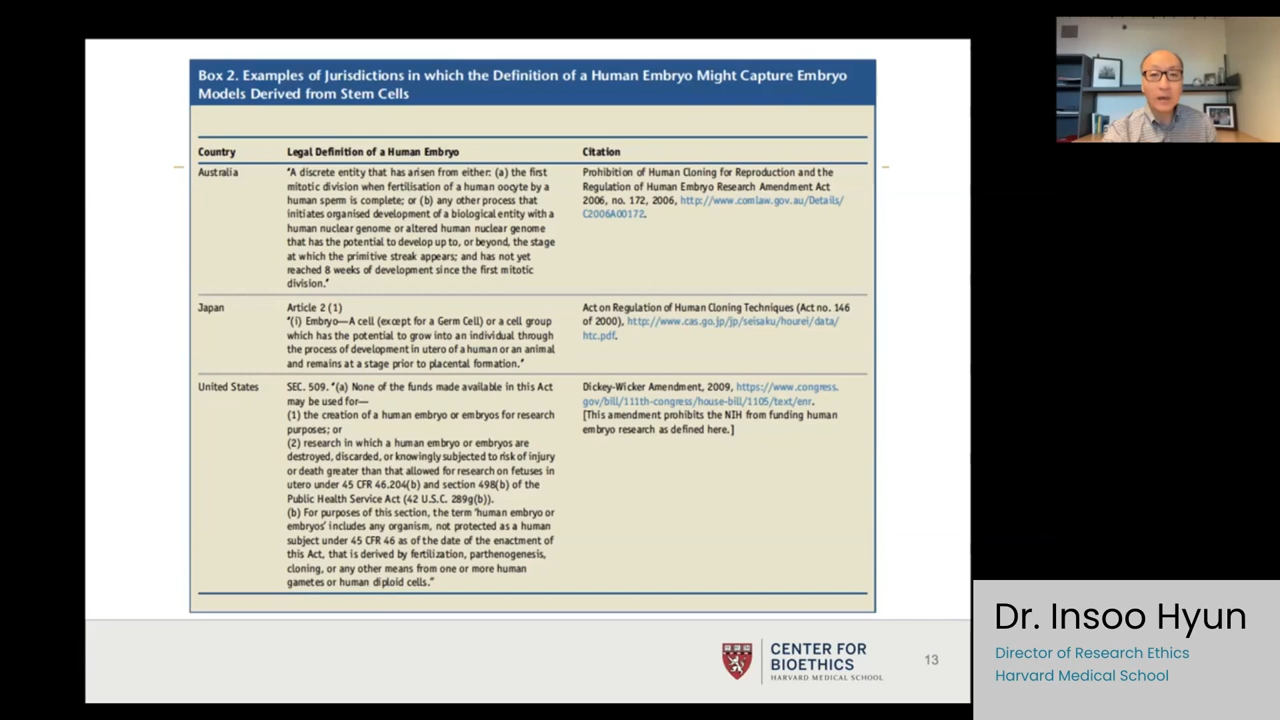 Box 2. Examples of Jurisdictions in which the Definition of a Human Embryo Might Capture Embryo
Models Derived from Stem Cells
Country Legal Definition of a Human Embryo Citation
Australia
"A discrete entity that has arisen from either: (a) the first
mitotic division when fertilisation of a human oocyte by a
human sperm is complete; or (b) any other process that
initiates organised development of a biological entity with a
human nuclear genome or altered human nuclear genome
that has the potential to develop up to, or beyond, the stage
at which the primitive streak appears; and has not yet
reached 8 weeks of development since the first mitotic
division."
Prohibition of Human Cloning for Reproduction and the
Regulation of Human Embryo Research Amendment Act
2006, no. 172, 2006, http://www.comlaw.gov.au/Details/
C2006A00172.
Japan
Article 2 (1)
"(i) Embryo—A cell (except for a Germ Cell) or a cell group
which has the potential to grow into an individual through
the process of development in utero of a human or an animal
and remains at a stage prior to placental formation."
Act on Regulation of Human Cloning Techniques (Act no. 146
of 2000), http://www.cas.go.jp/jp/seisaku/hourei/data/
htc.pdf.
United States
SEC. 509. "(a) None of the funds made available in this Act
may be used for—
(1) the creation of a human embryo or embryos for research
purposes; or
(2) research in which a human embryo or embryos are
destroyed, discarded, or knowingly subjected to risk of injury
or death greater than that allowed for research on fetuses in
utero under 45 CFR 46.204(b) and section 498(b) of the
Public Health Service Act (42 U.S.C. 289g(b)).
(b) For purposes of this section, the term 'human embryo or
embryos' includes any organism, not protected as a human
subject under 45 CFR 46 as of the date of the enactment of
this Act, that is derived by fertilization, parthenogenesis,
cloning, or any other means from one or more human
gametes or human diploid cells."
Dickey-Wicker Amendment, 2009, https://www.congress.
gov/bill/111th-congress/house-bill/1105/text/enr.
[This amendment prohibits the NIH from funding human
embryo research as defined here.]
CENTER FOR
BIOETHICS
HARVARD MEDICAL SCHOOL
13
Dr. Insoo Hyun
Director of Research Ethics
Harvard Medical School